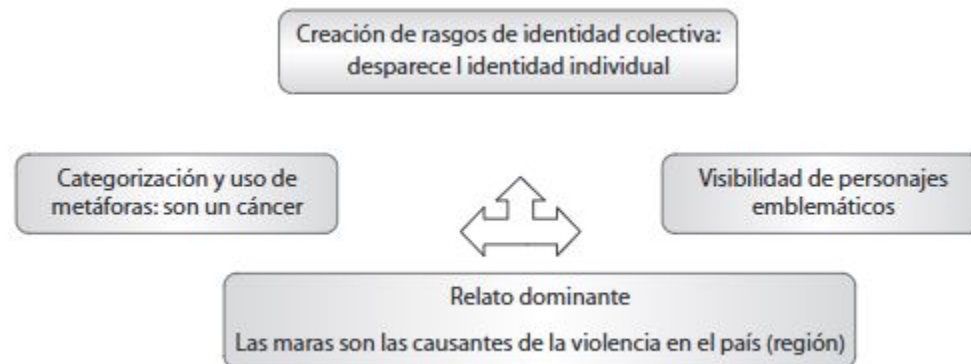 Creación de rasgos de identidad colectiva:
desparece l identidad individual
Categorización y uso de
metáforas: son un cáncer
Visibilidad de personajes
emblemáticos
Relato dominante
Las maras son las causantes de la violencia en el país (región)